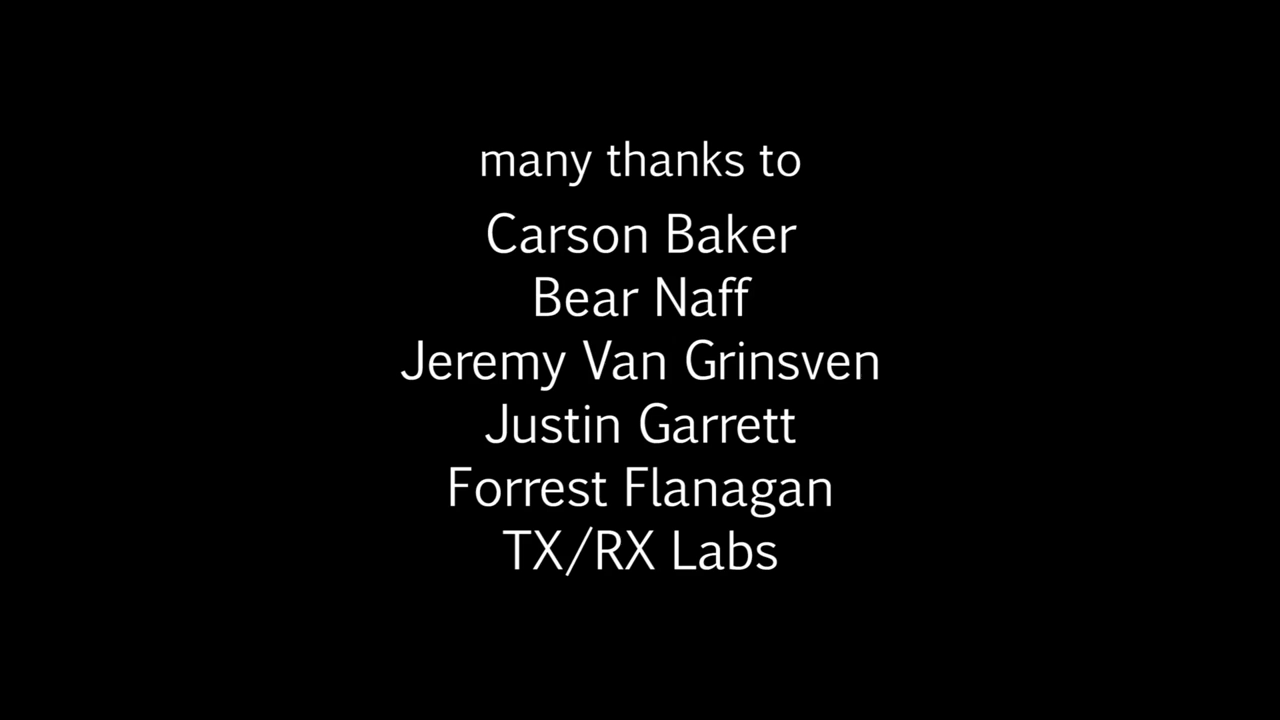 many thanks to
Carson Baker
Bear Naff
Jeremy Van Grinsven
Justin Garrett
Forrest Flanagan
TX/RX Labs